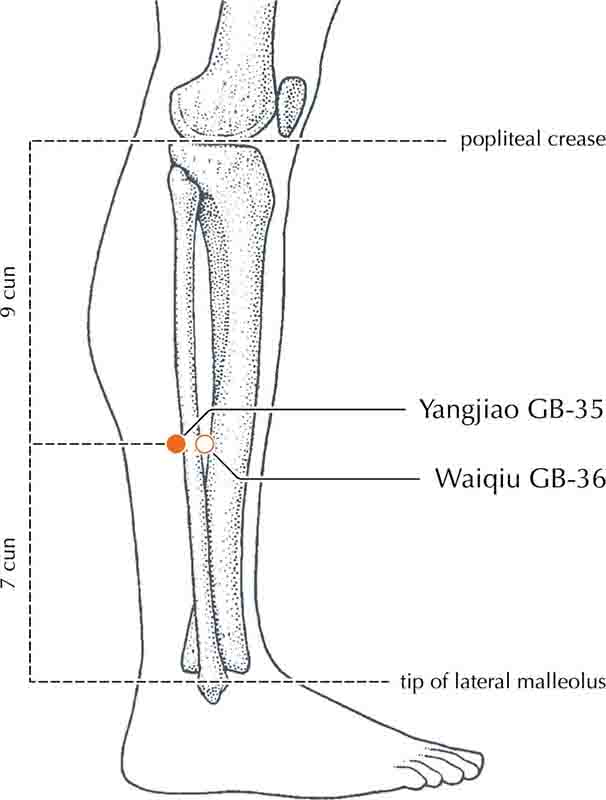 popliteal crease
9 cun
Yangjiao GB-35
Waiqiu GB-36
7 cun
tip of lateral malleolus